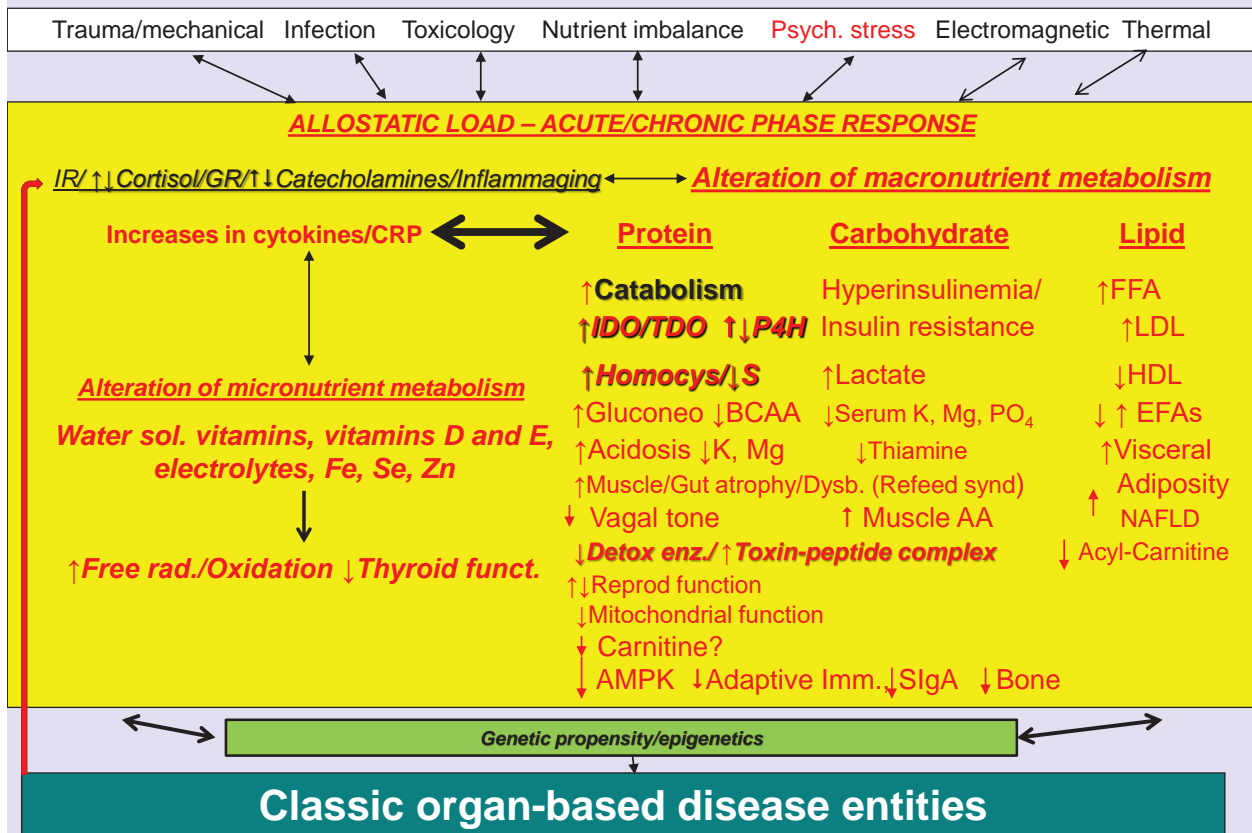 Trauma/mechanical Infection Toxicology Nutrient imbalance Psych. stress Electromagnetic Thermal
ALLOSTATIC LOAD – ACUTE/CHRONIC PHASE RESPONSE
IR/ ↑↓Cortisol/GR/↑↓Catecholamines/Inflammaging
Alteration of macronutrient metabolism
Increases in cytokines/CRP
Alteration of micronutrient metabolism
Water sol. vitamins, vitamins D and E,
electrolytes, Fe, Se, Zn
↑Free rad./Oxidation ↓Thyroid funct.
Protein Carbohydrate Lipid
↑Catabolism Hyperinsulinemia/ ↑FFA
↑IDO/TDO ↑↓P4H Insulin resistance ↑LDL
↑Homocys/↓S ↑Lactate ↓HDL
↑Gluconeo ↓BCAA ↓Serum K, Mg, PO4 ↓ ↑ EFAs
↑Acidosis ↓K, Mg ↓Thiamine ↑Visceral
↑Muscle/Gut atrophy/Dysb. (Refeed synd) Adiposity
↓ Vagal tone ↑ Muscle AA ↑ NAFLD
↓Detox enz./ ↑Toxin-peptide complex ↓ Acyl-Carnitine
↑↓Reprod function
↓Mitochondrial function
↓ Carnitine?
↓ AMPK ↓Adaptive Imm.,↓SIgA ↓Bone
Genetic propensity/epigenetics
Classic organ-based disease entities